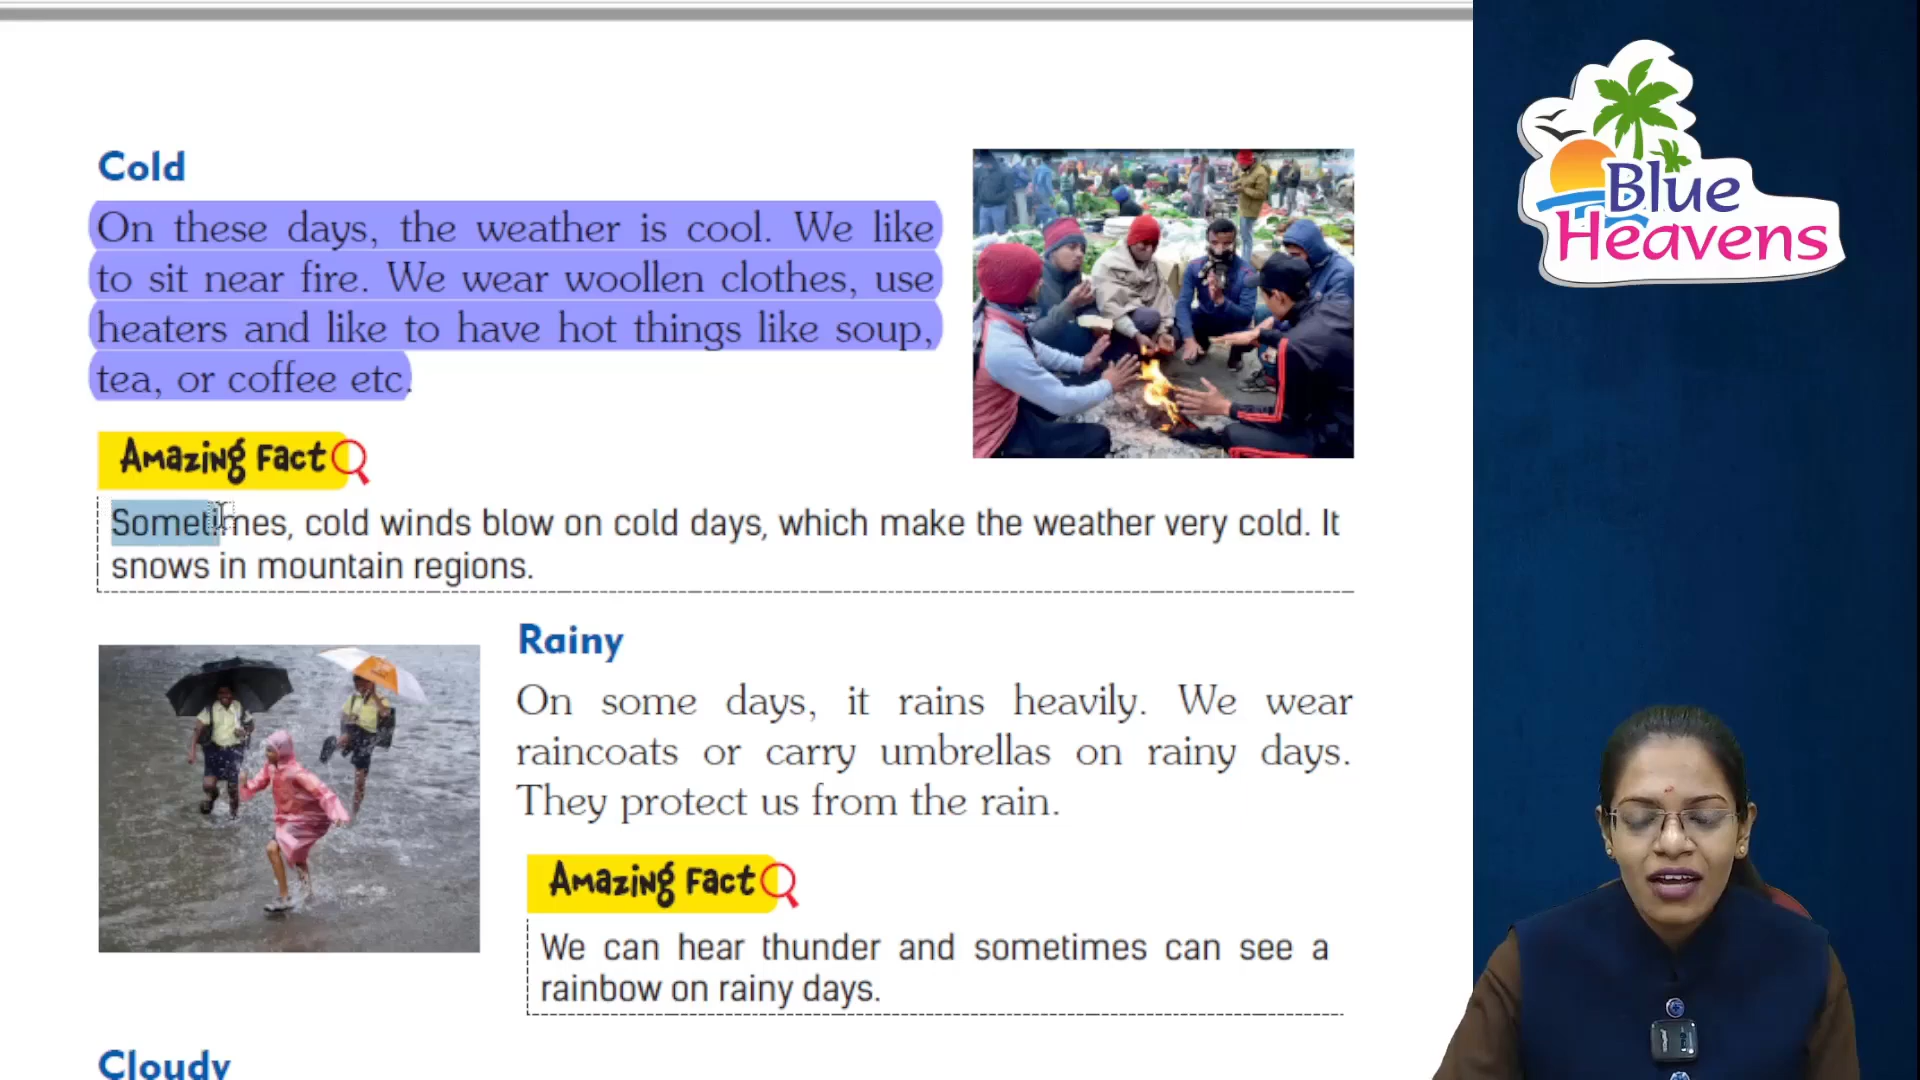 Cold
On these days, the weather is cool. We like
to sit near fire. We wear woollen clothes, use
heaters and like to have hot things like soup,
tea, or coffee etc.
Amazing Fact
Sometimes, cold winds blow on cold days, which make the weather very cold. It
snows in mountain regions.
Rainy
On some days, it rains heavily. We wear
raincoats or carry umbrellas on rainy days.
They protect us from the rain.
Amazing Fact
We can hear thunder and sometimes can see a
rainbow on rainy days.
Cloudy
Blue
Heavens